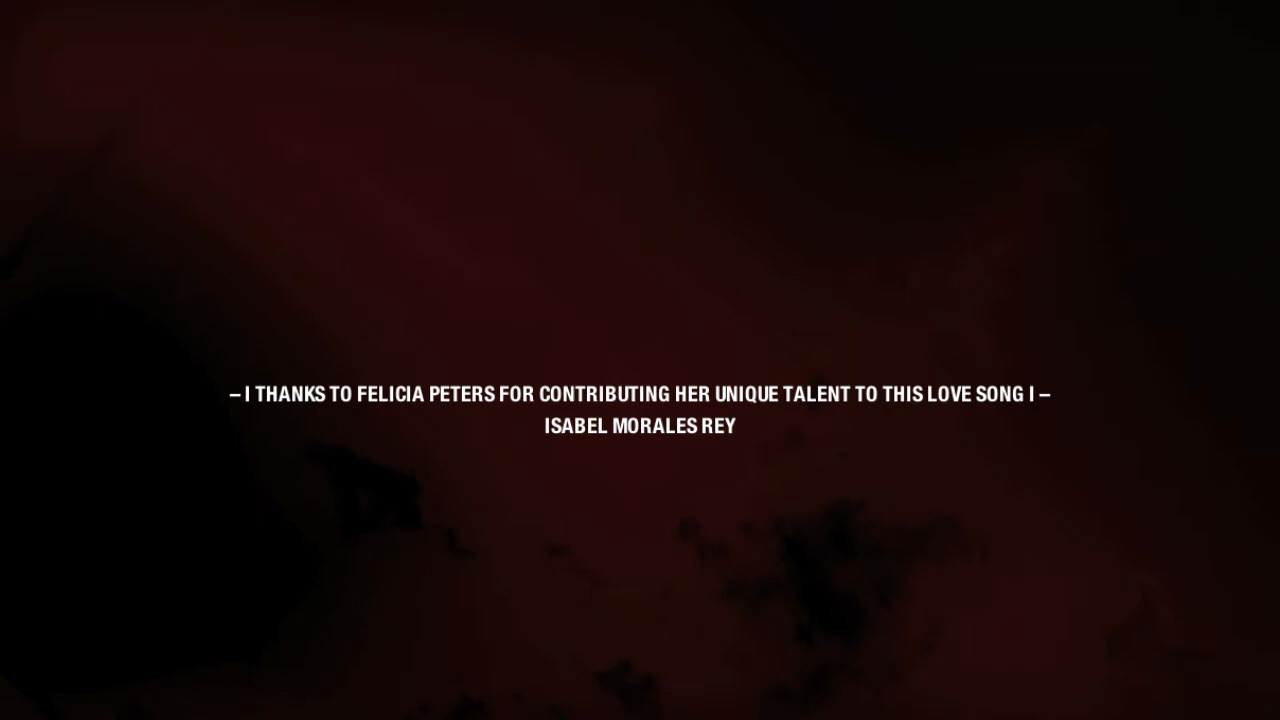 – I THANKS TO FELICIA PETERS FOR CONTRIBUTING HER UNIQUE TALENT TO THIS LOVE SONG I –
ISABEL MORALES REY